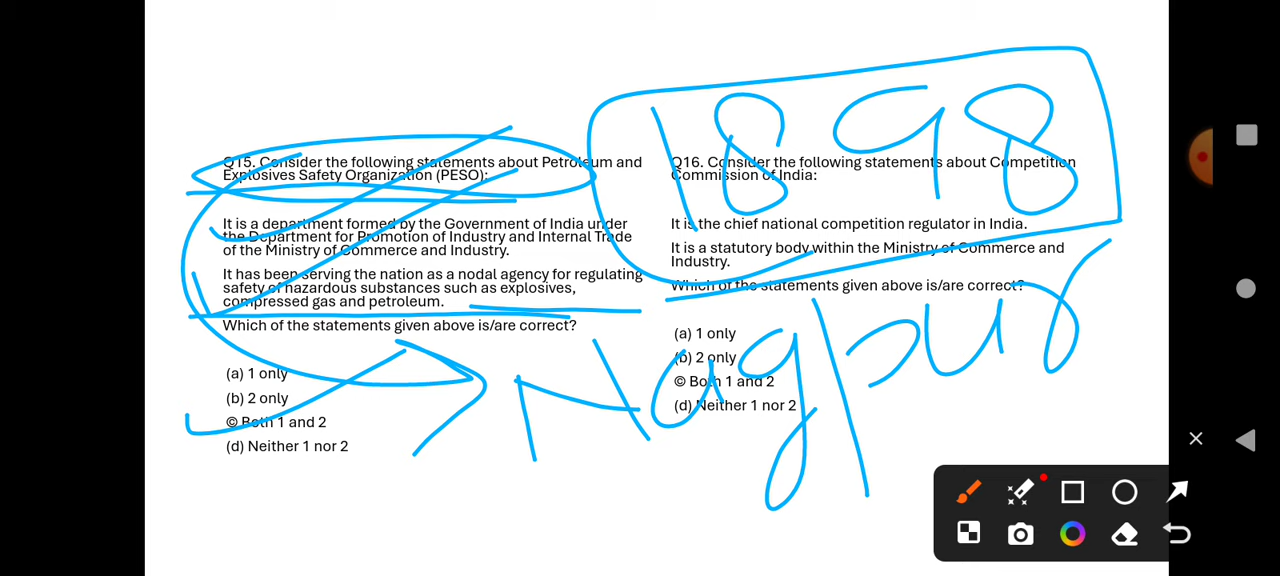 Q15. Consider the following statements about Petroleum and
Explosives Safety Organization (PESO):
It is a department formed by the Government of India under
the Department for Promotion of Industry and Internal Trade
of the Ministry of Commerce and Industry.
It has been serving the nation as a nodal agency for regulating
safety of hazardous substances such as explosives,
compressed gas and petroleum.
Which of the statements given above is/are correct?
(a) 1 only
(b) 2 only
© Both 1 and 2
(d) Neither 1 nor 2
1898
Q16. Consider the following statements about Competition
Commission of India:
It is the chief national competition regulator in India.
It is a statutory body within the Ministry of Commerce and
Industry.
Which of the statements given above is/are correct?
(a) 1 only
(b) 2 only
© Both 1 and 2
(d) Neither 1 nor 2
Nagpur